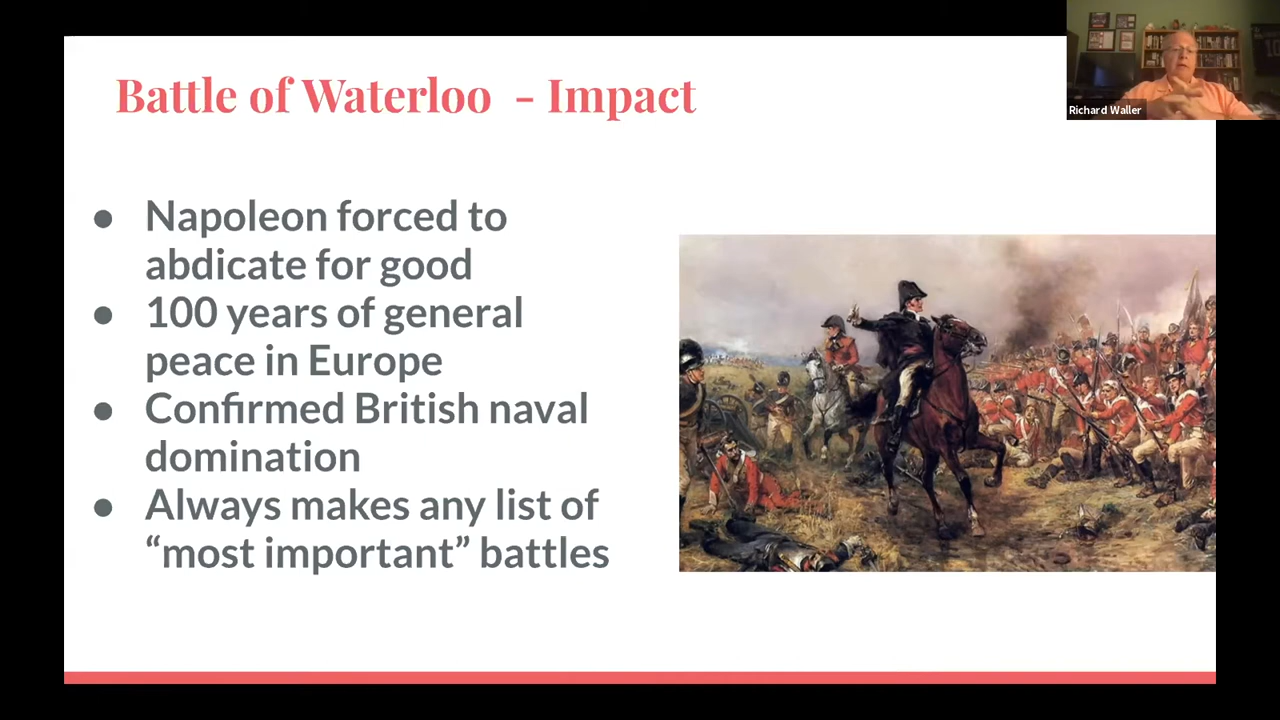 Battle of Waterloo - Impact
Richard Waller
● Napoleon forced to
abdicate for good
● 100 years of general
peace in Europe
● Confirmed British naval
domination
● Always makes any list of
“most important” battles